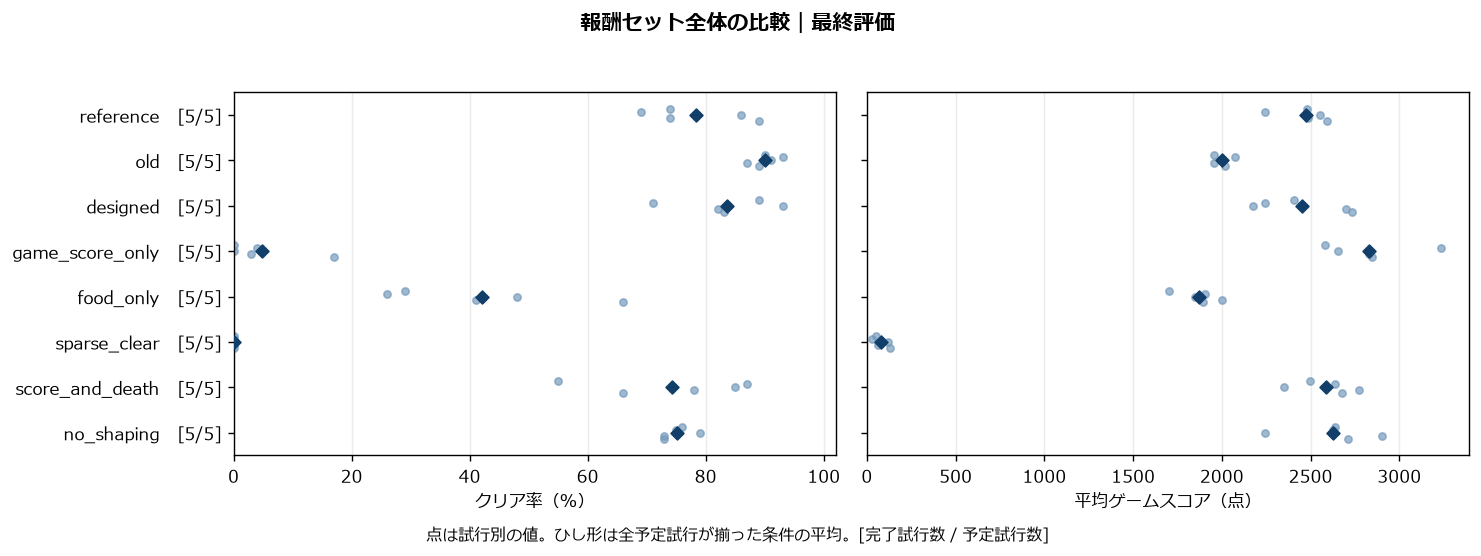 報酬セット全体の比較｜最終評価
reference [5/5]
old [5/5]
designed [5/5]
game_score_only [5/5]
food_only [5/5]
sparse_clear [5/5]
score_and_death [5/5]
no_shaping [5/5]
0 20 40 60 80 100
クリア率（%）
0 500 1000 1500 2000 2500 3000
平均ゲームスコア（点）
点は試行別の値。ひし形は全予定試行が揃った条件の平均。[完了試行数 / 予定試行数]